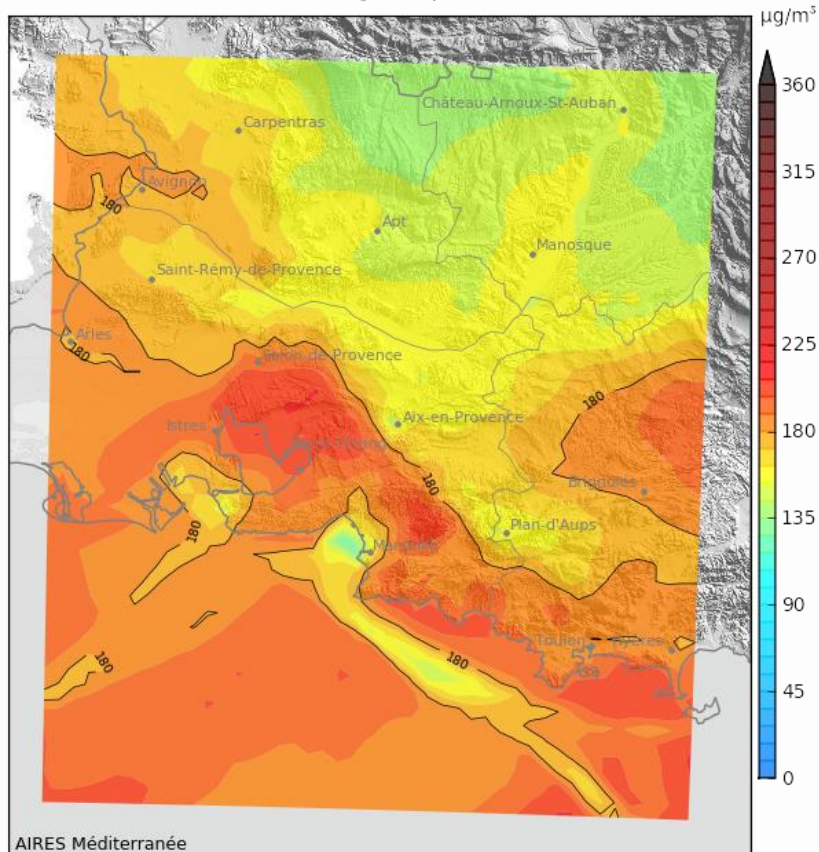 µg/m³
360
Château-Arnoux-St-Auban
Carpentras
315
Avignon
180
Apt
270
Manosque
Saint-Rémy-de-Provence
Arles
180
225
Salon-de-Provence
180
Aix-en-Provence
Istres
180
180
Brignoles
135
180
Plan-d'Aups
Marseille
90
Toulon
Hyères
180
180
45
0
AIRES Méditerranée